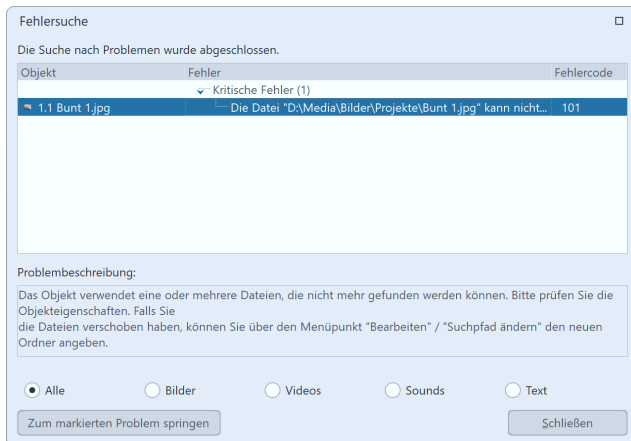 Fehlersuche
Die Suche nach Problemen wurde abgeschlossen.
Objekt Fehler Fehlercode
Kritische Fehler (1)
1.1 Bunt 1.jpg Die Datei "D:\Media\Bilder\Projekte\Bunt 1.jpg" kann nicht... 101
Problembeschreibung:
Das Objekt verwendet eine oder mehrere Dateien, die nicht mehr gefunden werden können. Bitte prüfen Sie die
Objekteigenschaften. Falls Sie
die Dateien verschoben haben, können Sie über den Menüpunkt "Bearbeiten" / "Suchpfad ändern" den neuen
Ordner angeben.
Alle Bilder Videos Sounds Text
Zum markierten Problem springen Schließen